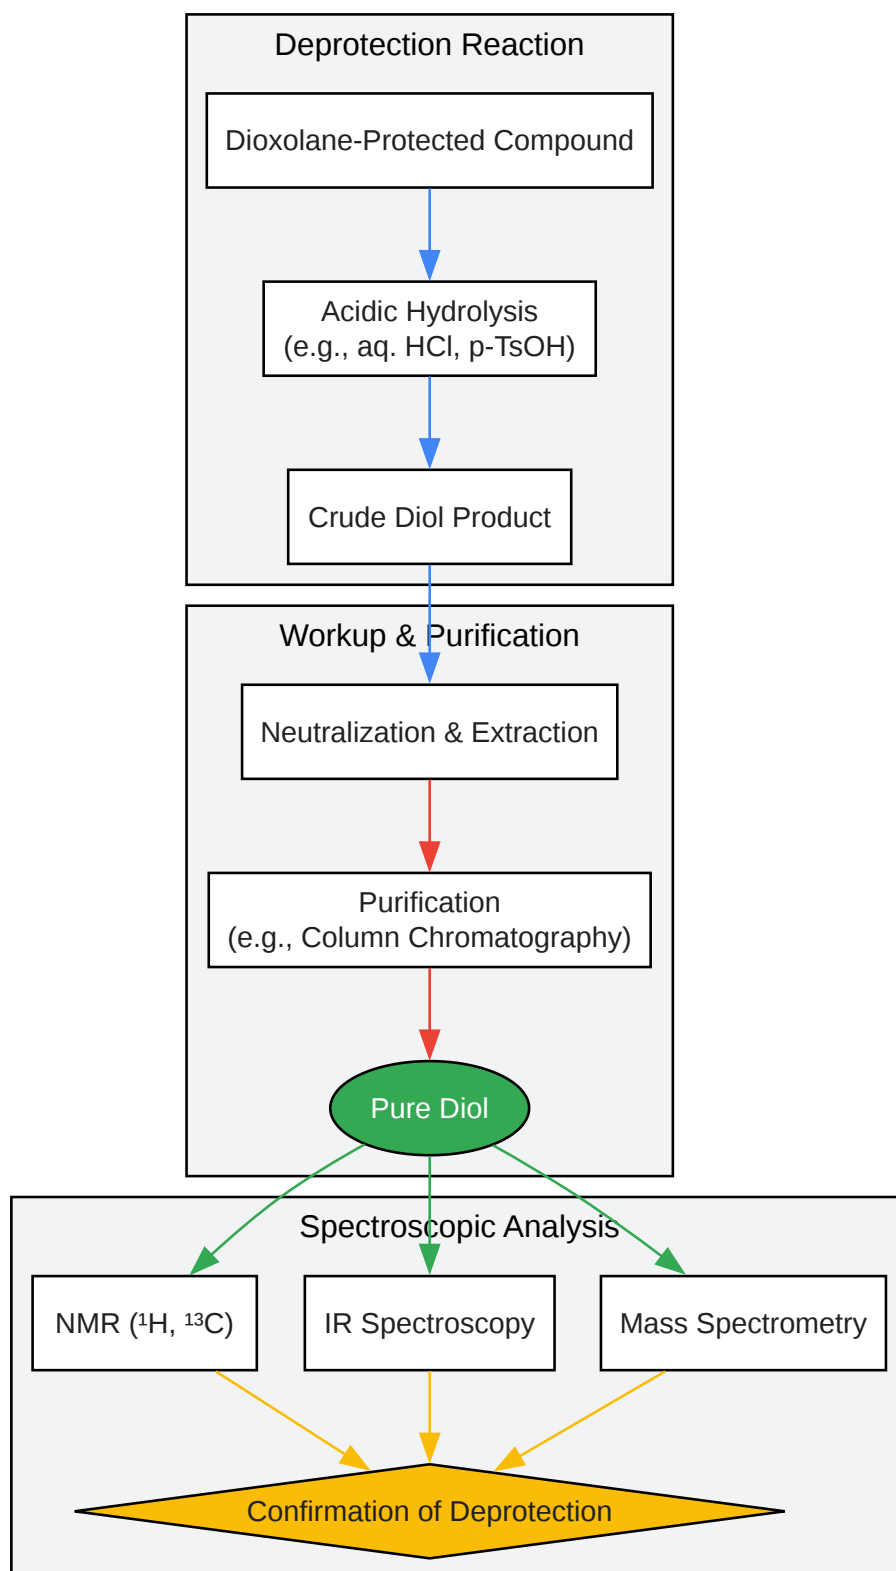 Deprotection Reaction
Dioxolane-Protected Compound
Acidic Hydrolysis
(e.g., aq. HCl, p-TsOH)
Crude Diol Product
Workup & Purification
Neutralization & Extraction
Purification
(e.g., Column Chromatography)
Pure Diol
Spectroscopic Analysis
NMR (¹H, ¹³C)
IR Spectroscopy
Mass Spectrometry
Confirmation of Deprotection